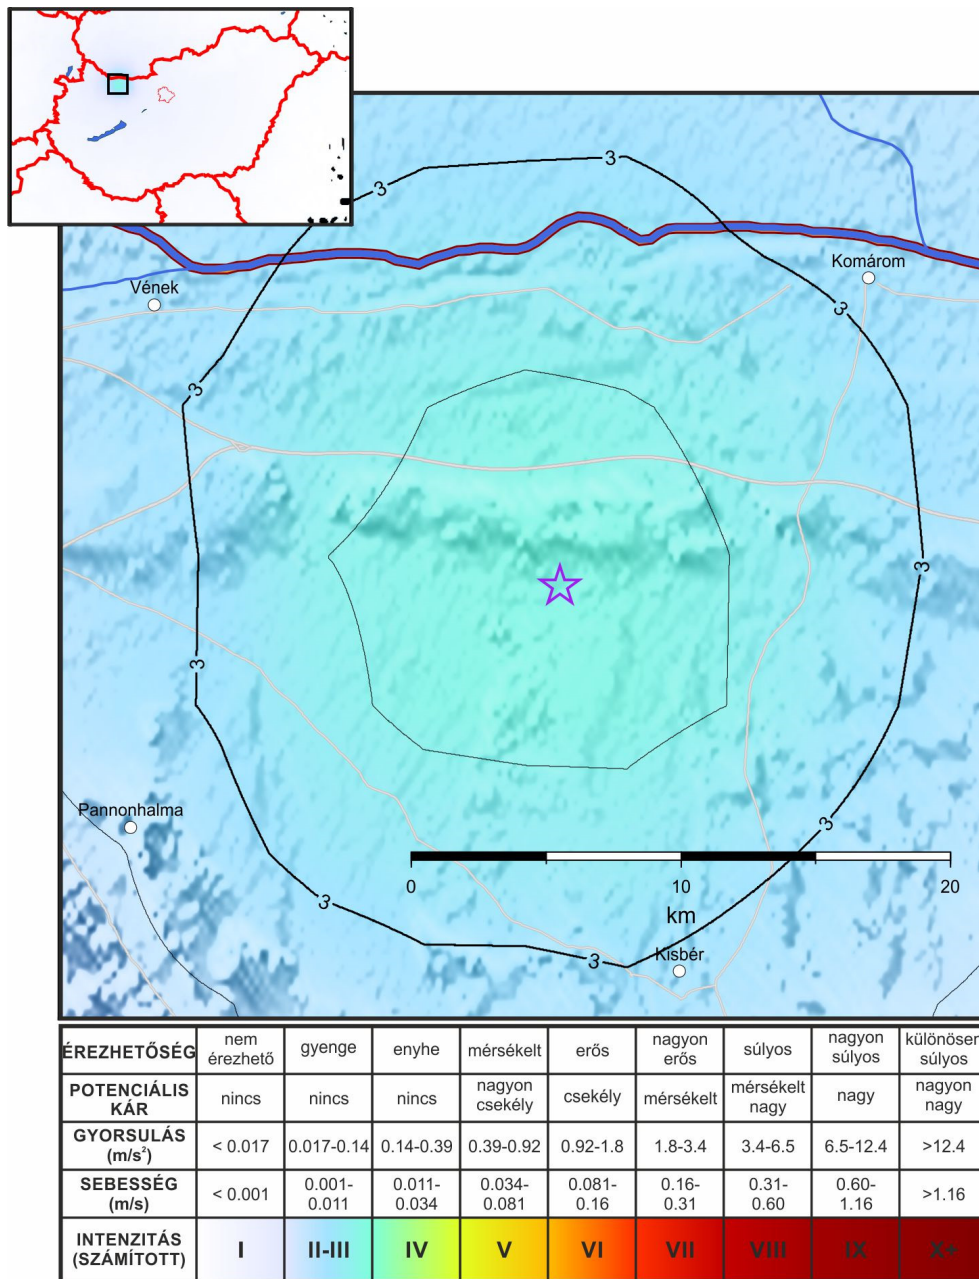 3
3
3
Komárom
Vének
3
3
3
3
Pannonhalma
3
0
10
20
km
3
3
Kisbér
ÉREZHETŐSÉG nem érezhető gyenge enyhe mérsékelt erős nagyon erős súlyos nagyon súlyos különösen súlyos
POTENCIÁLIS KÁR nincs nincs nincs nagyon csekély csekély mérsékelt mérsékelt nagy nagy nagyon nagy
GYORSULÁS (m/s²) < 0.017 0.017-0.14 0.14-0.39 0.39-0.92 0.92-1.8 1.8-3.4 3.4-6.5 6.5-12.4 >12.4
SEBESSÉG (m/s) < 0.001 0.001-0.011 0.011-0.034 0.034-0.081 0.081-0.16 0.16-0.31 0.31-0.60 0.60-1.16 >1.16
INTENZITÁS (SZÁMÍTOTT) I II-III IV V VI VII VIII IX X+